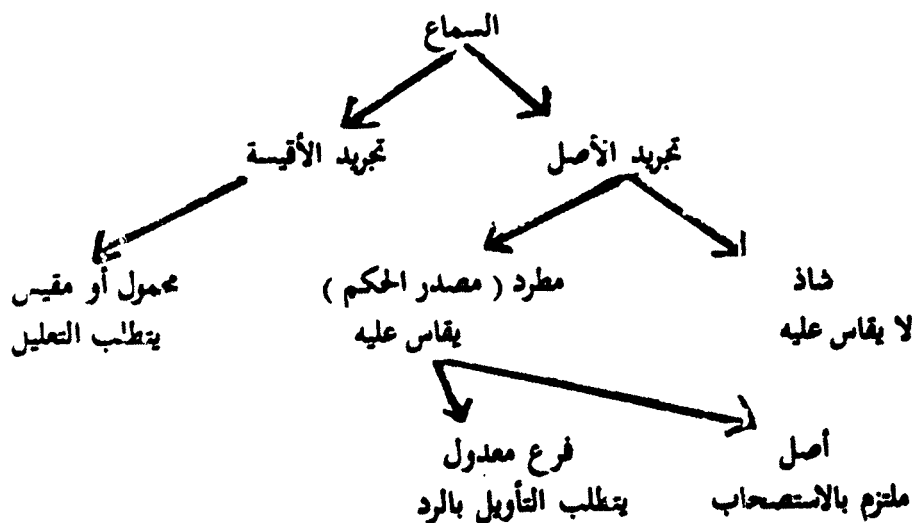 السماع
تجريد الأصل
تجريد الأقيسة
شاذ
لا يقاس عليه
مطرد ( مصدر الحكم )
يقاس عليه
محمول أو مقيس
يتطلب التعليل
أصل
ملتزم بالاستصحاب
فرع معدول
يتطلب التأويل بالرد